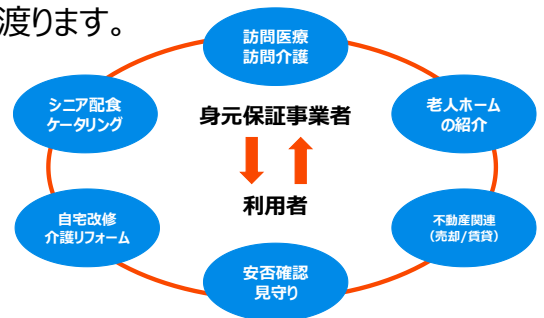 渡ります。
訪問医療
訪問介護
シニア配食
ケータリング
身元保証事業者
老人ホーム
の紹介
利用者
自宅改修
介護リフォーム
不動産関連
(売却/賃貸)
安否確認
見守り